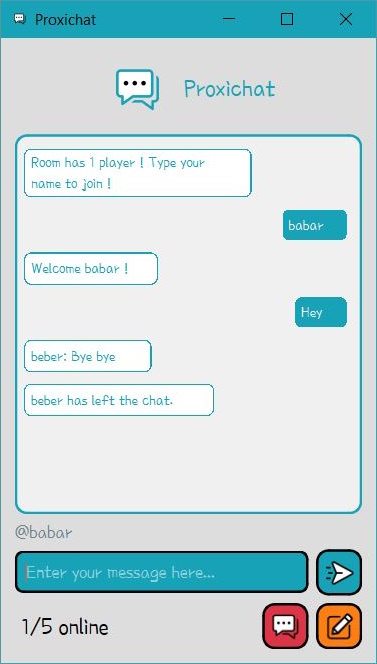 Proxichat
Proxichat
Room has 1 player ! Type your
name to join !
babar
Welcome babar !
Hey
beber: Bye bye
beber has left the chat.
@babar
Enter your message here...
1/5 online